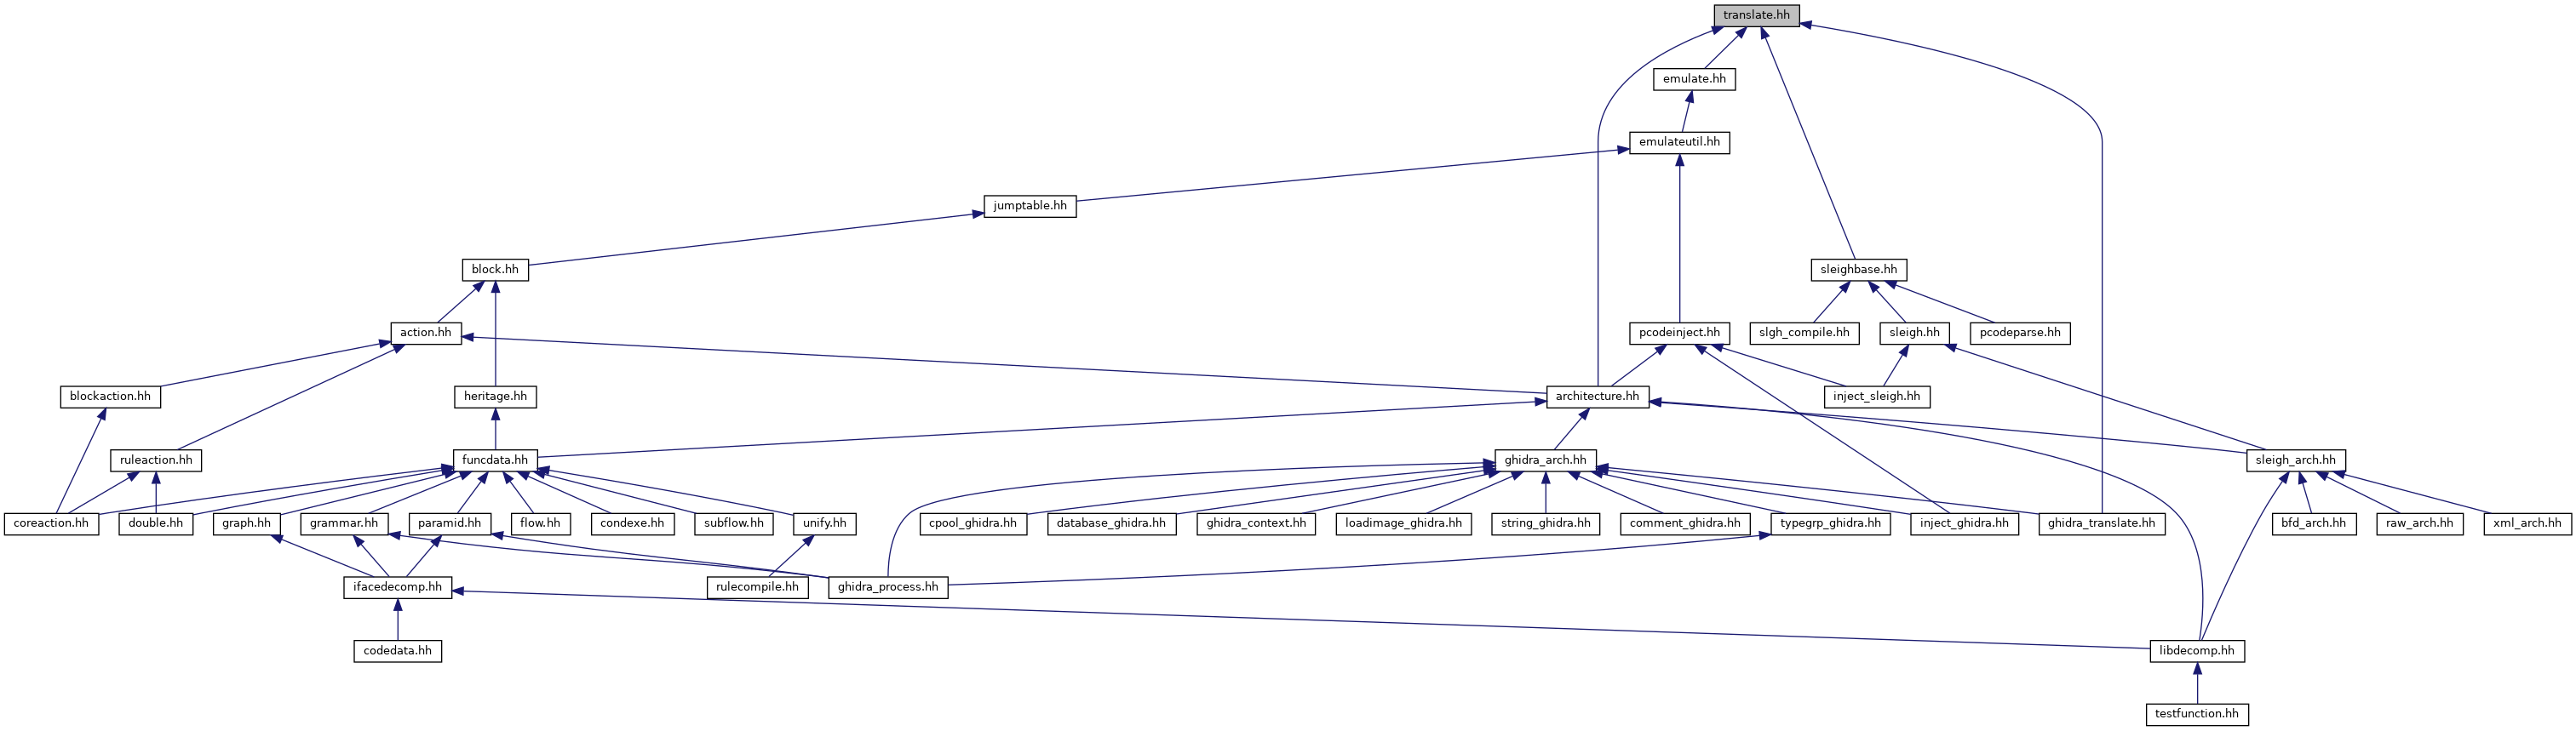 translate.hh
emulate.hh
emulateutil.hh
jumptable.hh
block.hh
sleighbase.hh
action.hh
pcodeinject.hh
slgh_compile.hh
sleigh.hh
pcodeparse.hh
blockaction.hh
heritage.hh
architecture.hh
inject_sleigh.hh
ruleaction.hh
funcdata.hh
ghidra_arch.hh
sleigh_arch.hh
coreaction.hh
double.hh
graph.hh
grammar.hh
paramid.hh
flow.hh
condexe.hh
subflow.hh
unify.hh
cpool_ghidra.hh
database_ghidra.hh
ghidra_context.hh
loadimage_ghidra.hh
string_ghidra.hh
comment_ghidra.hh
typegrp_ghidra.hh
inject_ghidra.hh
ghidra_translate.hh
bfd_arch.hh
raw_arch.hh
xml_arch.hh
ifacedecomp.hh
rulecompile.hh
ghidra_process.hh
codedata.hh
libdecomp.hh
testfunction.hh